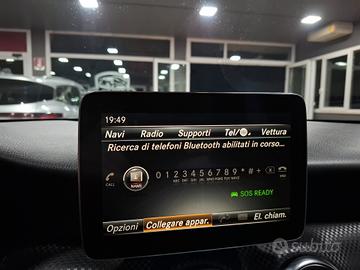 19:49
Navi Radio Supporti Tel/ Vettura
Ricerca di telefoni Bluetooth abilitati in corso...
CALL NAME 0 1 2 3 4 5 6 7 8 9 * # +
SOS READY
Opzioni Collegare appar. El. chiam.
subito